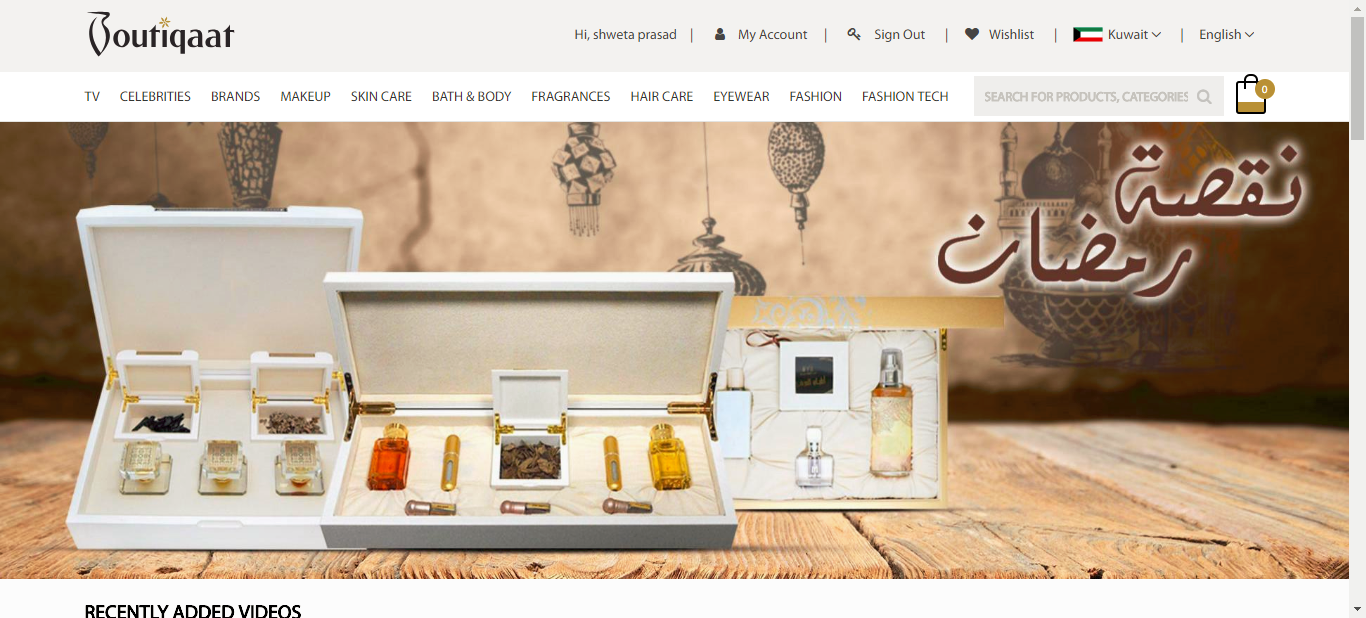 Boutiqaat
Hi, shweta prasad | My Account | Sign Out | Wishlist | Kuwait | English
TV CELEBRITIES BRANDS MAKEUP SKIN CARE BATH & BODY FRAGRANCES HAIR CARE EYEWEAR FASHION FASHION TECH SEARCH FOR PRODUCTS, CATEGORIES 0
نقصة
رمضان
RECENTLY ADDED VIDEOS